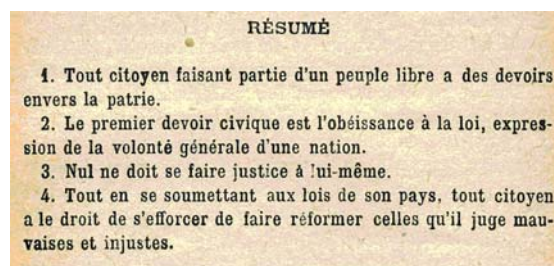 RÉSUMÉ
1. Tout citoyen faisant partie d'un peuple libre a des devoirs
envers la patrie.
2. Le premier devoir civique est l'obéissance à la loi, expres-
sion de la volonté générale d'une nation.
3. Nul ne doit se faire justice à lui-même.
4. Tout en se soumettant aux lois de son pays, tout citoyen
a le droit de s'efforcer de faire réformer celles qu'il juge mau-
vaises et injustes.